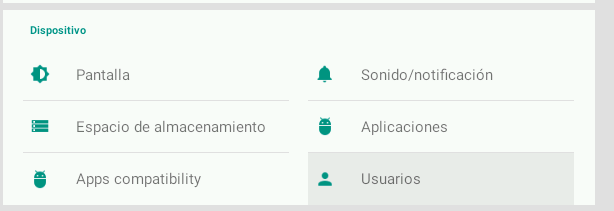 Dispositivo
Pantalla
Sonido/notificación
Espacio de almacenamiento
Aplicaciones
Apps compatibility
Usuarios